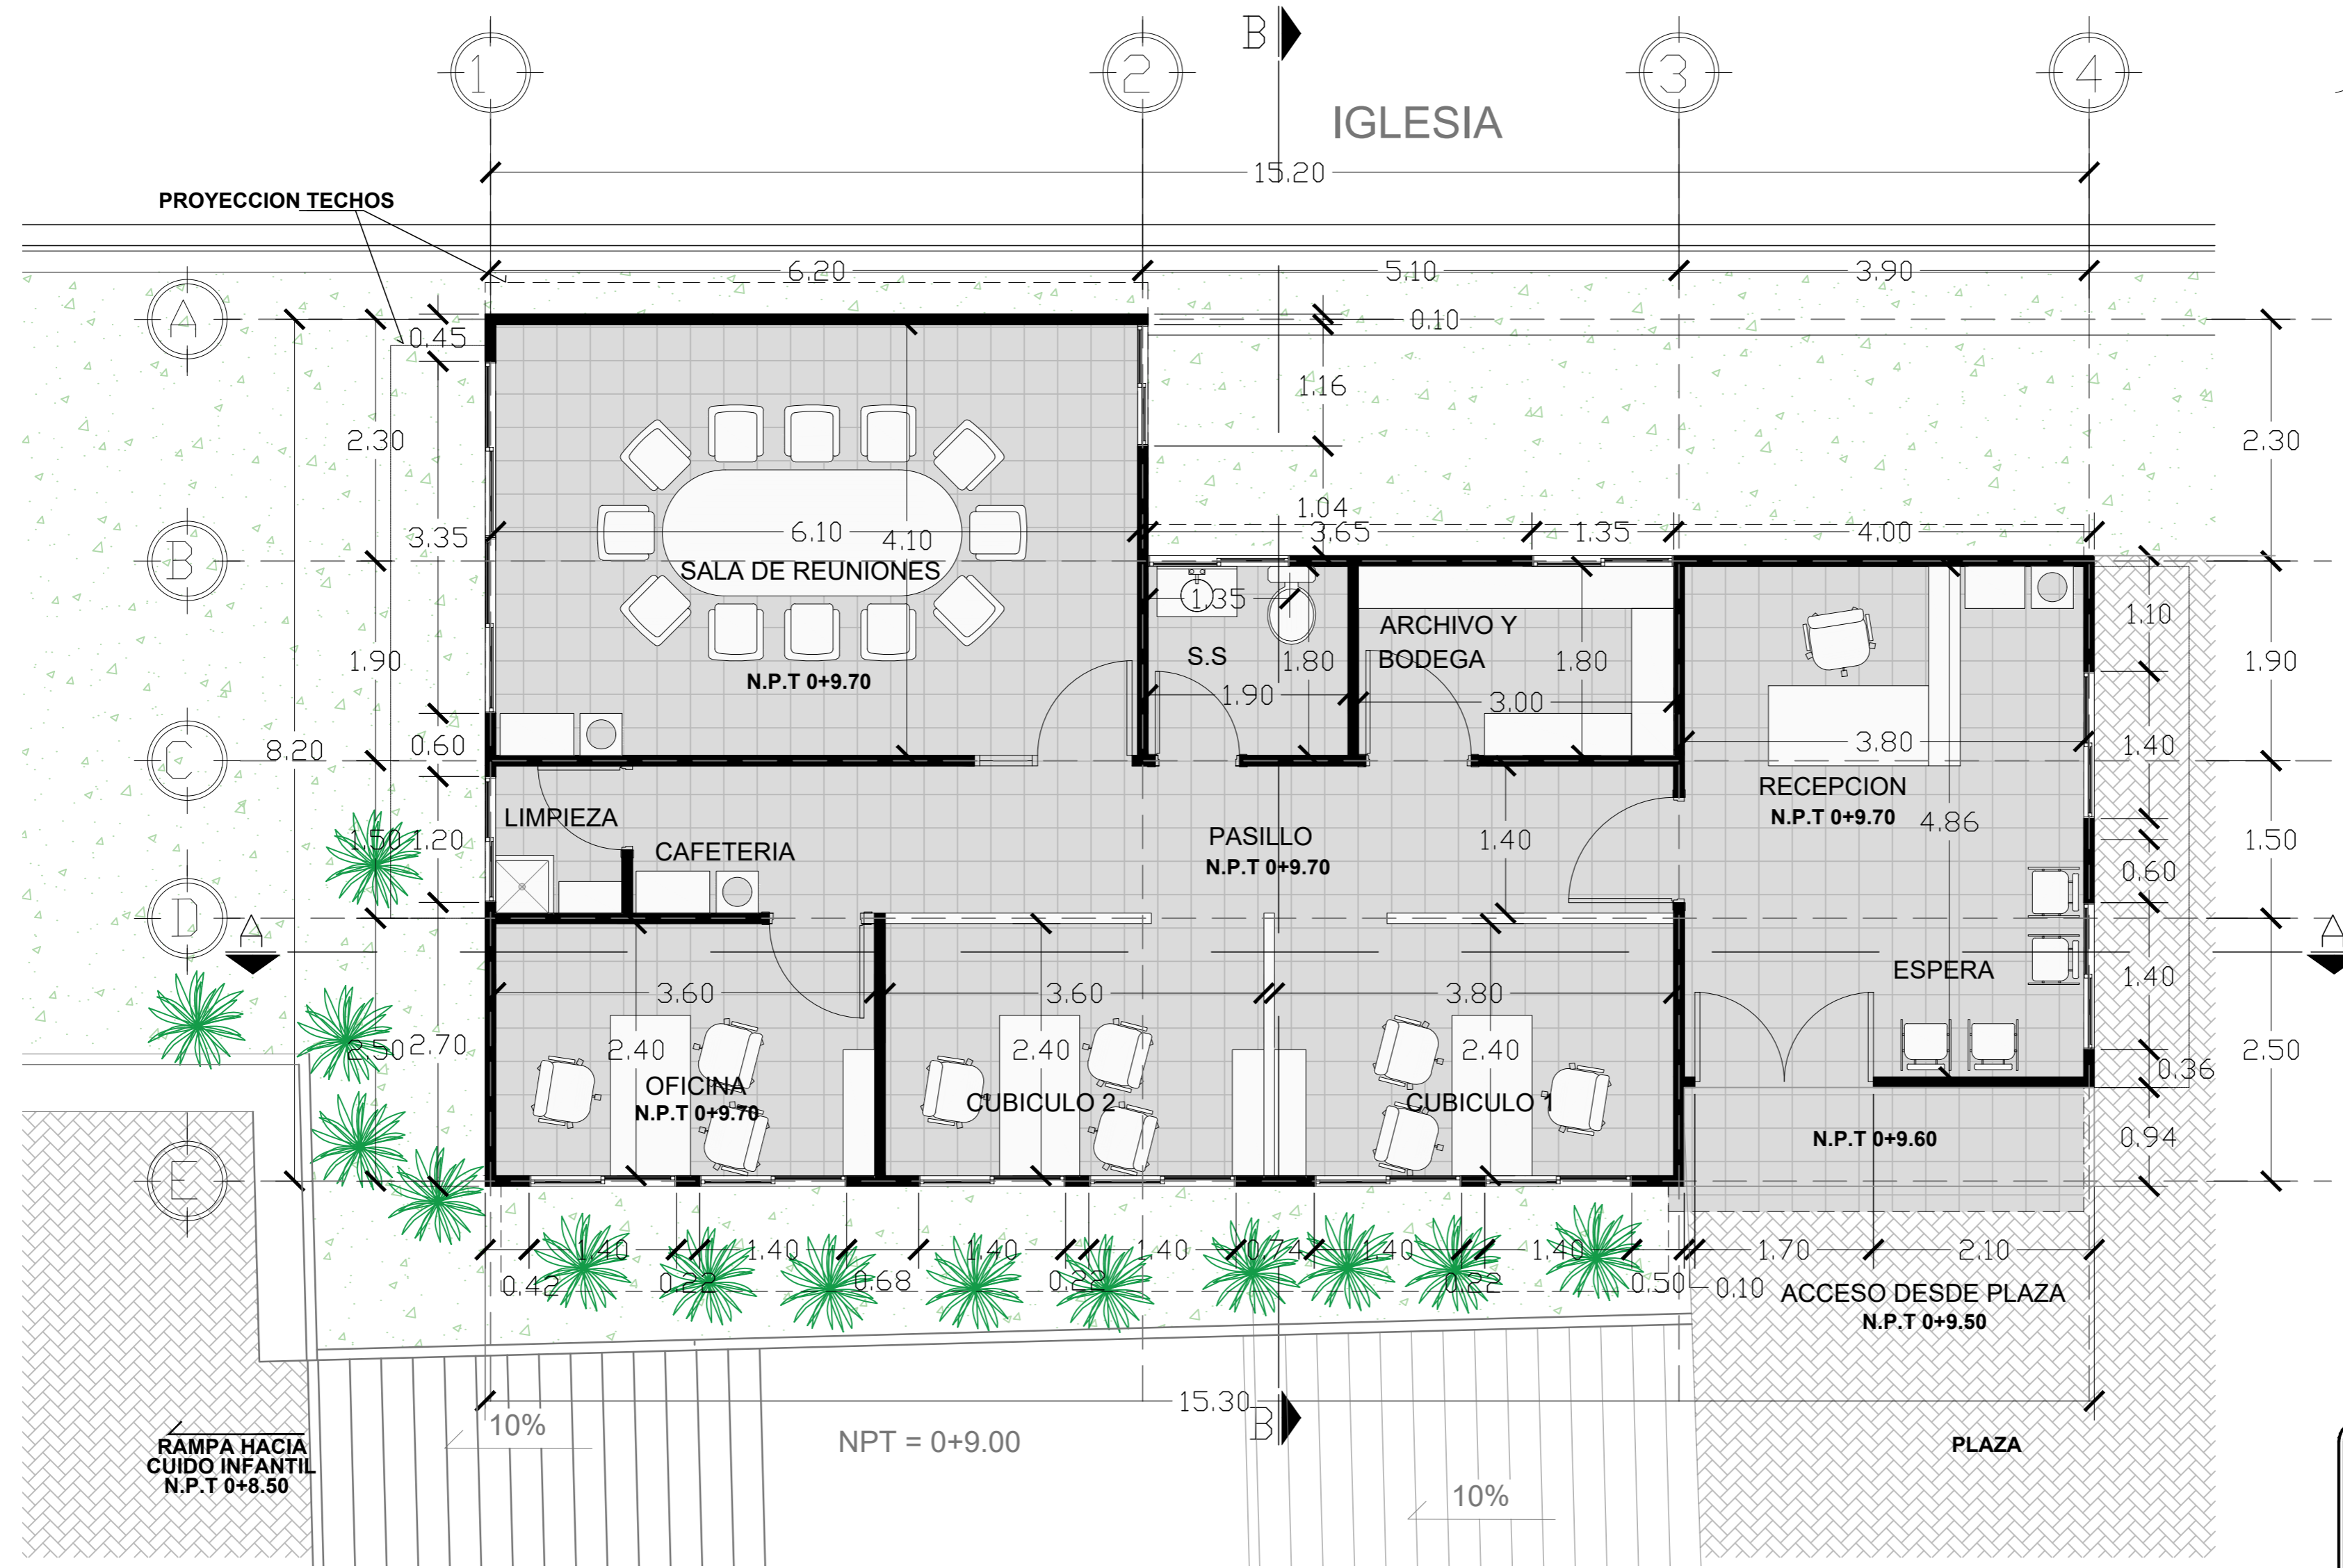 1
2
B
3
4
IGLESIA
15.20
PROYECCION TECHOS
6.20
5.10
3.90
A
0.45
0.10
2.30
1.16
2.30
3.35
1.04
3.65
1.35
4.00
6.10
4.10
B
SALA DE REUNIONES
1.35
1.10
ARCHIVO Y
BODEGA
S.S
1.80
1.80
1.90
1.90
N.P.T 0+9.70
1.90
3.00
C
8.20
0.60
3.80
1.40
RECEPCION
N.P.T 0+9.70
4.86
LIMPIEZA
1.50
1.20
CAFETERIA
PASILLO
N.P.T 0+9.70
1.40
1.50
0.60
D
A
A
ESPERA
1.40
3.60
3.60
3.80
2.50
2.70
2.40
2.40
2.40
2.50
0.36
OFICINA
N.P.T 0+9.70
CUBICULO 2
CUBICULO 1
N.P.T 0+9.60
0.94
E
1.40
1.40
1.40
1.40
0.74
1.40
1.40
1.70
2.10
0.42
0.22
0.68
0.22
0.22
0.50
0.10
ACCESO DESDE PLAZA
N.P.T 0+9.50
15.30
B
10%
NPT = 0+9.00
PLAZA
RAMPA HACIA
CUIDO INFANTIL
N.P.T 0+8.50
10%